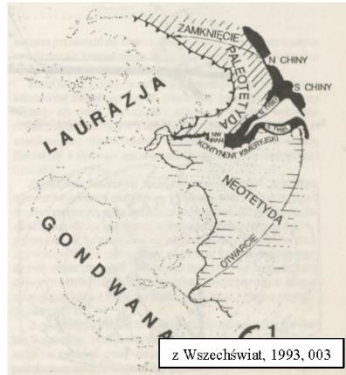 ZAMKNIĘCIE
PALEOTETYDA
N CHINY
S CHINY
LAURAZJA
KONTYNENT KIMERYJSKI
NEOTETYDA
OTWARCIE
GONDWANA
z Wszechświat, 1993, 003